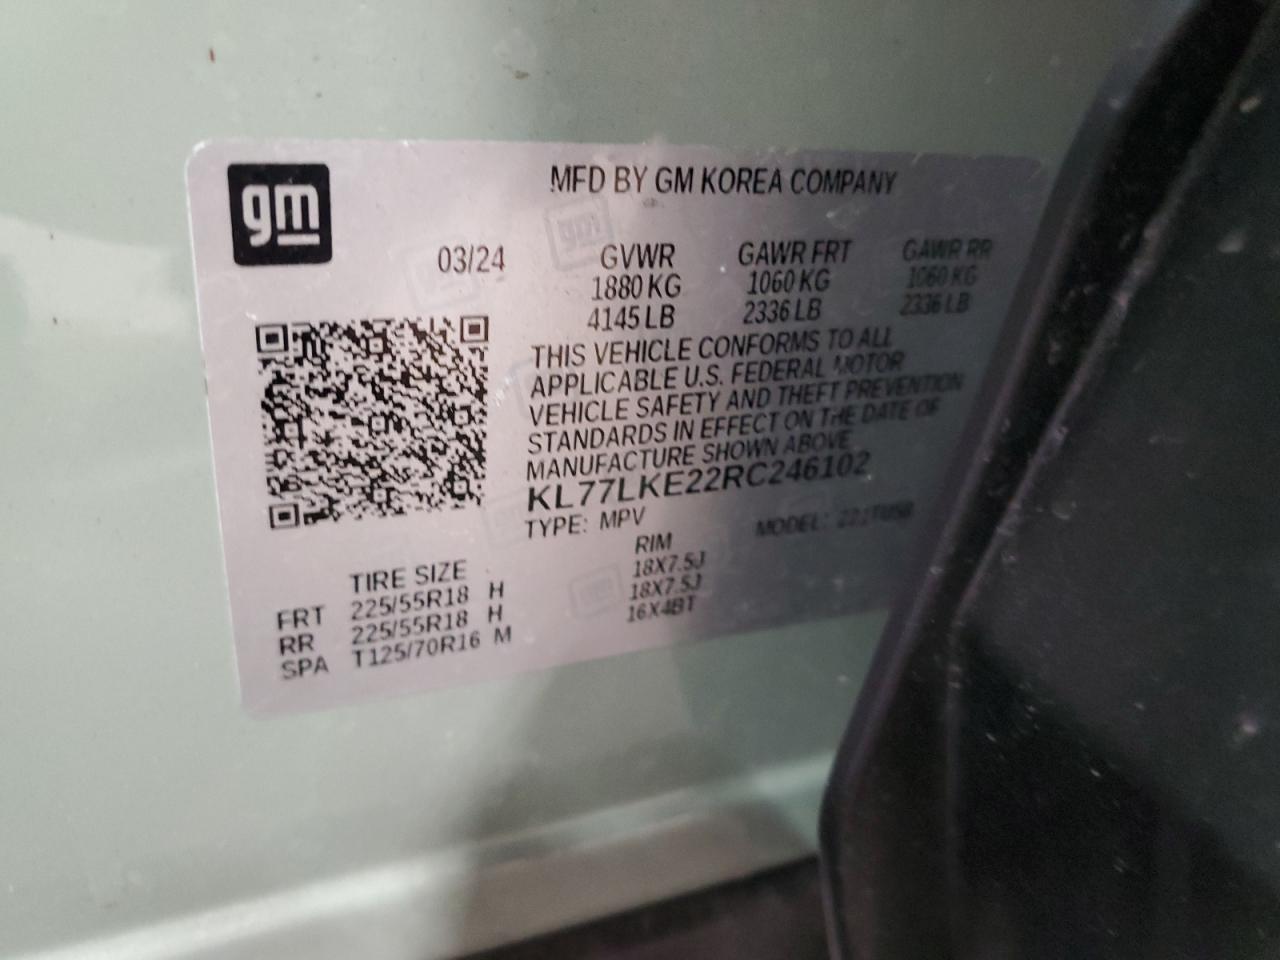 gm
MFD BY GM KOREA COMPANY
03/24 GVWR GAWR FRT GAWR RR
1880 KG 1060 KG 1060 KG
4145 LB 2336 LB 2336 LB
THIS VEHICLE CONFORMS TO ALL
APPLICABLE U.S. FEDERAL MOTOR
VEHICLE SAFETY AND THEFT PREVENTION
STANDARDS IN EFFECT ON THE DATE OF
MANUFACTURE SHOWN ABOVE
KL77LKE22RC246102
TYPE: MPV MODEL:
TIRE SIZE RIM
FRT 225/55R18 H 18X7.5J
RR 225/55R18 H 18X7.5J
SPA T125/70R16 M 16X4BT